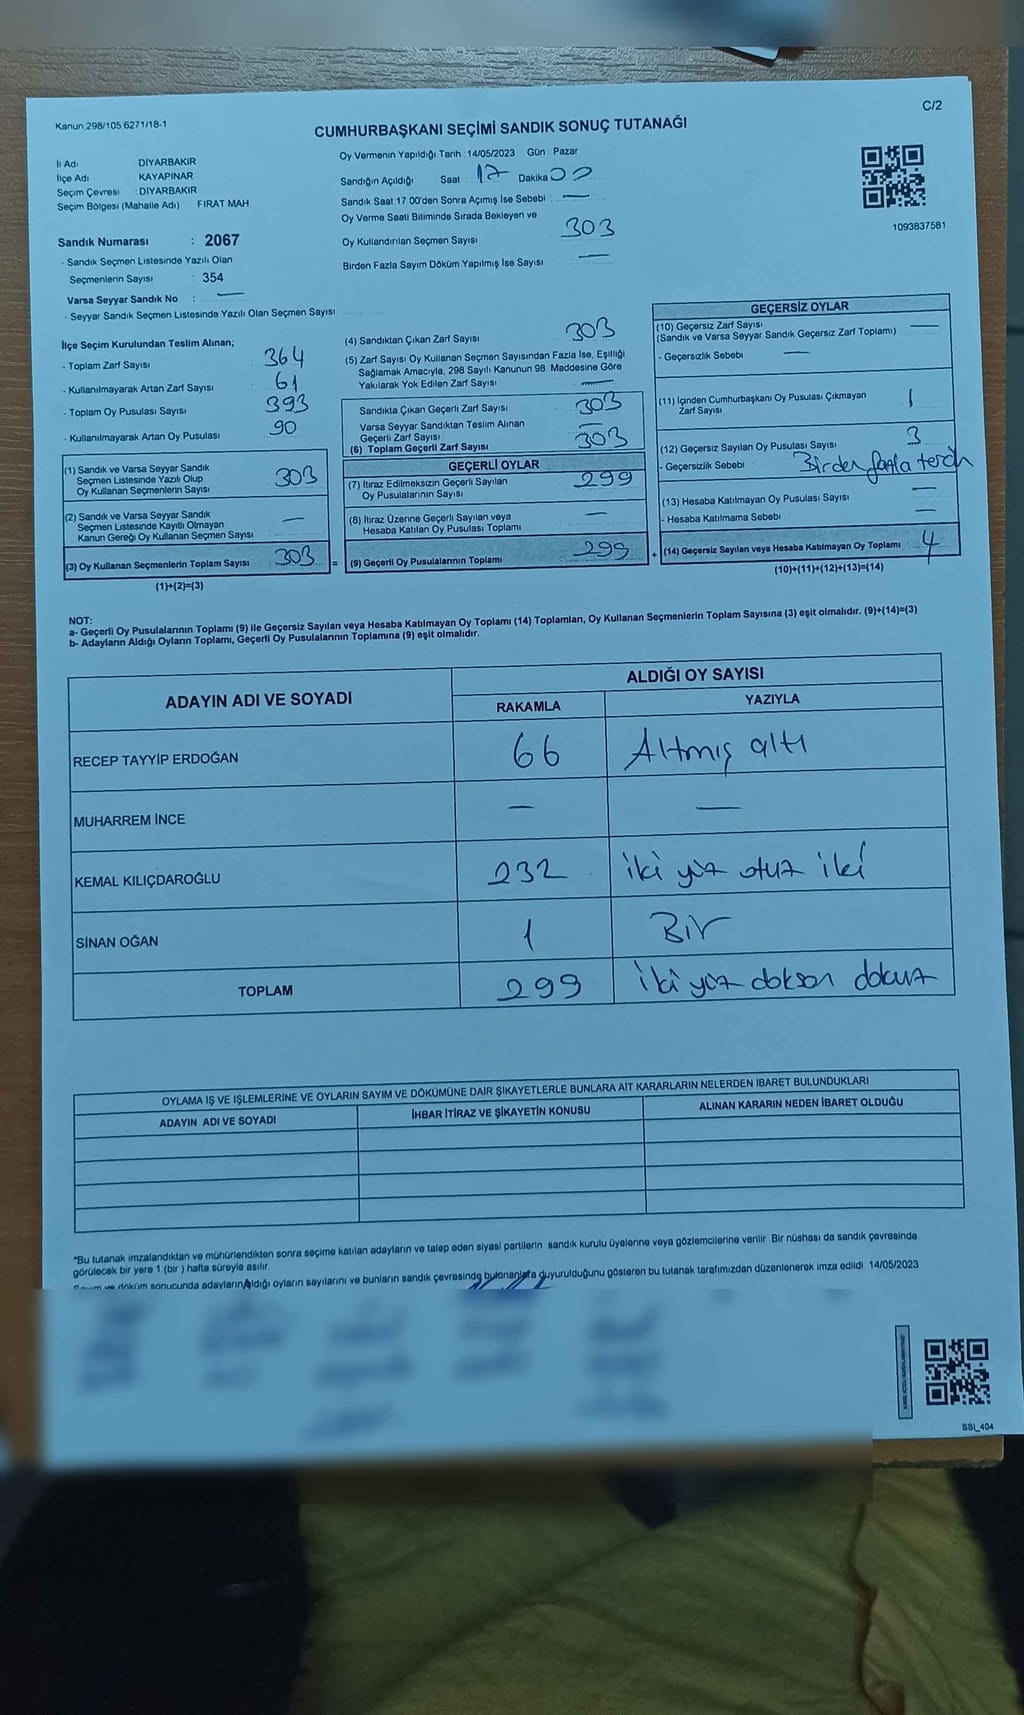 Kanun: 298/105, 6271/18-1
C/2
CUMHURBAŞKANI SEÇİMİ SANDIK SONUÇ TUTANAĞI
İl Adı DİYARBAKIR
İlçe Adı KAYAPINAR
Seçim Çevresi : DİYARBAKIR
Seçim Bölgesi (Mahalle Adı) FIRAT MAH
Oy Vermenin Yapıldığı Tarih : 14/05/2023 Gün : Pazar
Sandığın Açıldığı Saat 17 Dakika 00
Sandık Saat 17 00'den Sonra Açımış İse Sebebi : —
Oy Verme Saati Bitiminde Sırada Bekleyen ve
Oy Kullandırılan Seçmen Sayısı 303
Birden Fazla Sayım Döküm Yapılmış İse Sayısı —
1093837581
Sandık Numarası : 2067
- Sandık Seçmen Listesinde Yazılı Olan
Seçmenlerin Sayısı : 354
Varsa Seyyar Sandık No : —
- Seyyar Sandık Seçmen Listesinde Yazılı Olan Seçmen Sayısı
İlçe Seçim Kurulundan Teslim Alınan;
- Toplam Zarf Sayısı 364
- Kullanılmayarak Artan Zarf Sayısı 61
- Toplam Oy Pusulası Sayısı 393
- Kullanılmayarak Artan Oy Pusulası 90
(1) Sandık ve Varsa Seyyar Sandık
Seçmen Listesinde Yazılı Olup
Oy Kullanan Seçmenlerin Sayısı 303
(2) Sandık ve Varsa Seyyar Sandık
Seçmen Listesinde Kayıtlı Olmayan
Kanun Gereği Oy Kullanan Seçmen Sayısı —
(3) Oy Kullanan Seçmenlerin Toplam Sayısı 303
(1)+(2)=(3)
(4) Sandıktan Çıkan Zarf Sayısı 303
(5) Zarf Sayısı Oy Kullanan Seçmen Sayısından Fazla İse, Eşitliği
Sağlamak Amacıyla, 298 Sayılı Kanunun 98. Maddesine Göre
Yakılarak Yok Edilen Zarf Sayısı —
Sandıkta Çıkan Geçerli Zarf Sayısı 303
Varsa Seyyar Sandıktan Teslim Alınan
Geçerli Zarf Sayısı —
(6) Toplam Geçerli Zarf Sayısı 303
GEÇERLİ OYLAR
(7) İtiraz Edilmeksizin Geçerli Sayılan
Oy Pusulalarının Sayısı 299
(8) İtiraz Üzerine Geçerli Sayılan veya
Hesaba Katılan Oy Pusulası Toplamı —
= (9) Geçerli Oy Pusulalarının Toplamı 299
GEÇERSİZ OYLAR
(10) Geçersiz Zarf Sayısı
(Sandık ve Varsa Seyyar Sandık Geçersiz Zarf Toplamı) —
- Geçersizlik Sebebi —
(11) İçinden Cumhurbaşkanı Oy Pusulası Çıkmayan
Zarf Sayısı 1
(12) Geçersiz Sayılan Oy Pusulası Sayısı 3
- Geçersizlik Sebebi Birden fazla tercih
(13) Hesaba Katılmayan Oy Pusulası Sayısı —
- Hesaba Katılmama Sebebi —
+ (14) Geçersiz Sayılan veya Hesaba Katılmayan Oy Toplamı 4
(10)+(11)+(12)+(13)=(14)
NOT:
a- Geçerli Oy Pusulalarının Toplamı (9) ile Geçersiz Sayılan veya Hesaba Katılmayan Oy Toplamı (14) Toplamları, Oy Kullanan Seçmenlerin Toplam Sayısına (3) eşit olmalıdır. (9)+(14)=(3)
b- Adayların Aldığı Oyların Toplamı, Geçerli Oy Pusulalarının Toplamına (9) eşit olmalıdır.
ADAYIN ADI VE SOYADI
ALDIĞI OY SAYISI
RAKAMLA YAZIYLA
RECEP TAYYİP ERDOĞAN 66 Altmış altı
MUHARREM İNCE — —
KEMAL KILIÇDAROĞLU 232 iki yüz otuz iki
SİNAN OĞAN 1 Bir
TOPLAM 299 iki yüz doksan dokuz
OYLAMA İŞ VE İŞLEMLERİNE VE OYLARIN SAYIM VE DÖKÜMÜNE DAİR ŞİKAYETLERLE BUNLARA AİT KARARLARIN NELERDEN İBARET BULUNDUKLARI
ADAYIN ADI VE SOYADI İHBAR İTİRAZ VE ŞİKAYETİN KONUSU ALINAN KARARIN NEDEN İBARET OLDUĞU
*Bu tutanak imzalandıktan ve mühürlendikten sonra seçime katılan adayların ve talep eden siyasi partilerin sandık kurulu üyelerine veya gözlemcilerine verilir. Bir nüshası da sandık çevresinde
görülecek bir yere 1 (bir ) hafta süreyle asılır.
Sayım ve döküm sonucunda adayların aldığı oyların sayılarını ve bunların sandık çevresinde bulunanlara duyurulduğunu gösteren bu tutanak tarafımızdan düzenlenerek imza edildi. 14/05/2023
SSİ_404